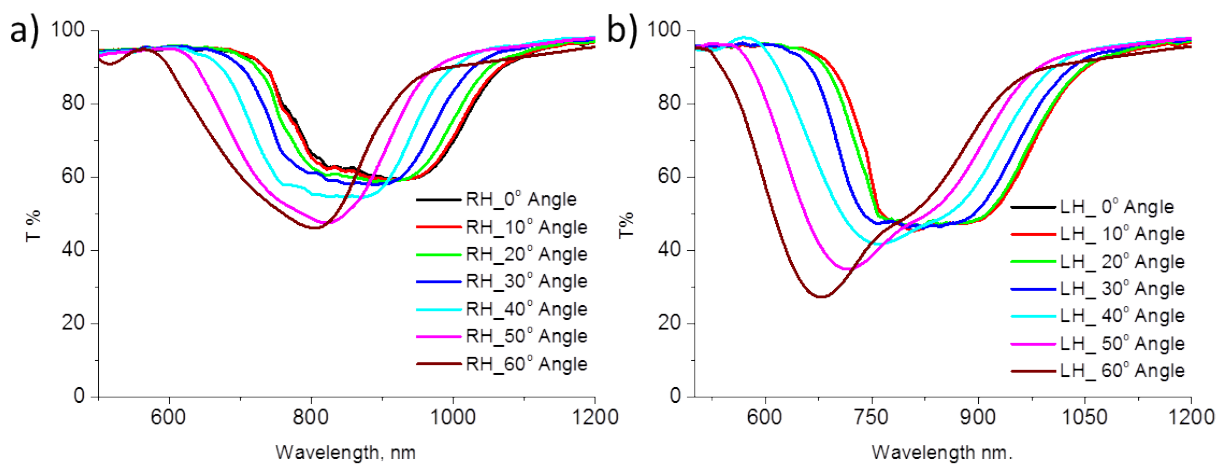 a)
100
80
60
40
20
0
T%
RH_0° Angle
RH_10° Angle
RH_20° Angle
RH_30° Angle
RH_40° Angle
RH_50° Angle
RH_60° Angle
600 800 1000 1200
Wavelength, nm
b)
100
80
60
40
20
0
T%
LH_ 0° Angle
LH_ 10° Angle
LH_ 20° Angle
LH_ 30° Angle
LH_ 40° Angle
LH_ 50° Angle
LH_ 60° Angle
600 750 900 1050 1200
Wavelength nm.